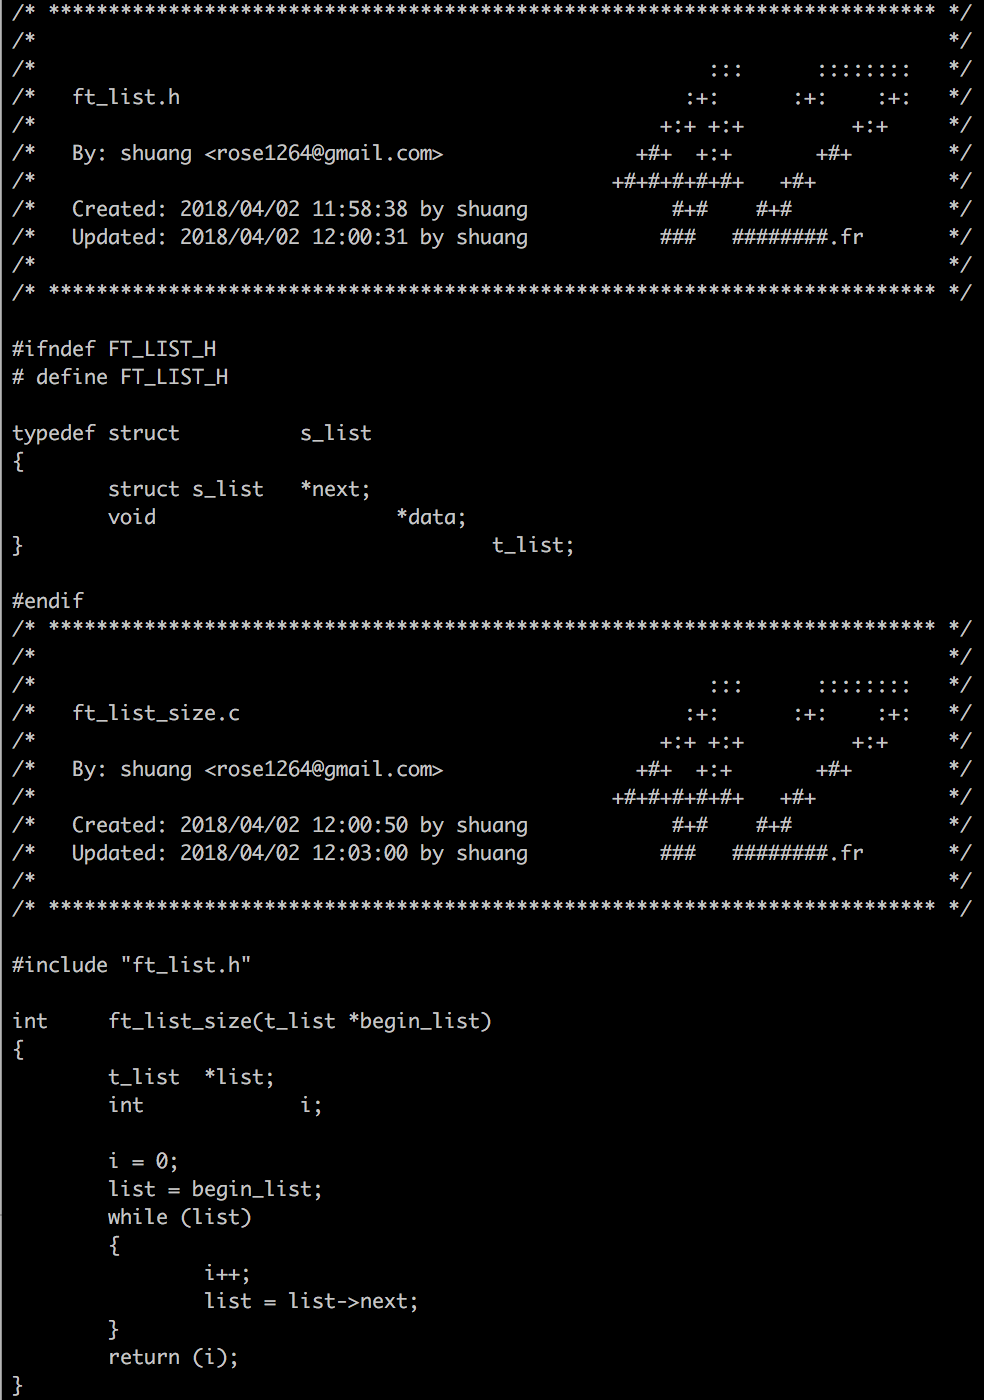 /* ************************************************************************** */
/*                                                                            */
/*                                                        :::      ::::::::   */
/*   ft_list.h                                          :+:      :+:    :+:   */
/*                                                    +:+ +:+         +:+     */
/*   By: shuang <rose1264@gmail.com>                +#+  +:+       +#+        */
/*                                                +#+#+#+#+#+   +#+           */
/*   Created: 2018/04/02 11:58:38 by shuang            #+#    #+#             */
/*   Updated: 2018/04/02 12:00:31 by shuang           ###   ########.fr       */
/*                                                                            */
/* ************************************************************************** */

#ifndef FT_LIST_H
# define FT_LIST_H

typedef struct          s_list
{
        struct s_list   *next;
        void                    *data;
}                                       t_list;

#endif
/* ************************************************************************** */
/*                                                                            */
/*                                                        :::      ::::::::   */
/*   ft_list_size.c                                     :+:      :+:    :+:   */
/*                                                    +:+ +:+         +:+     */
/*   By: shuang <rose1264@gmail.com>                +#+  +:+       +#+        */
/*                                                +#+#+#+#+#+   +#+           */
/*   Created: 2018/04/02 12:00:50 by shuang            #+#    #+#             */
/*   Updated: 2018/04/02 12:03:00 by shuang           ###   ########.fr       */
/*                                                                            */
/* ************************************************************************** */

#include "ft_list.h"

int     ft_list_size(t_list *begin_list)
{
        t_list  *list;
        int             i;

        i = 0;
        list = begin_list;
        while (list)
        {
                i++;
                list = list->next;
        }
        return (i);
}